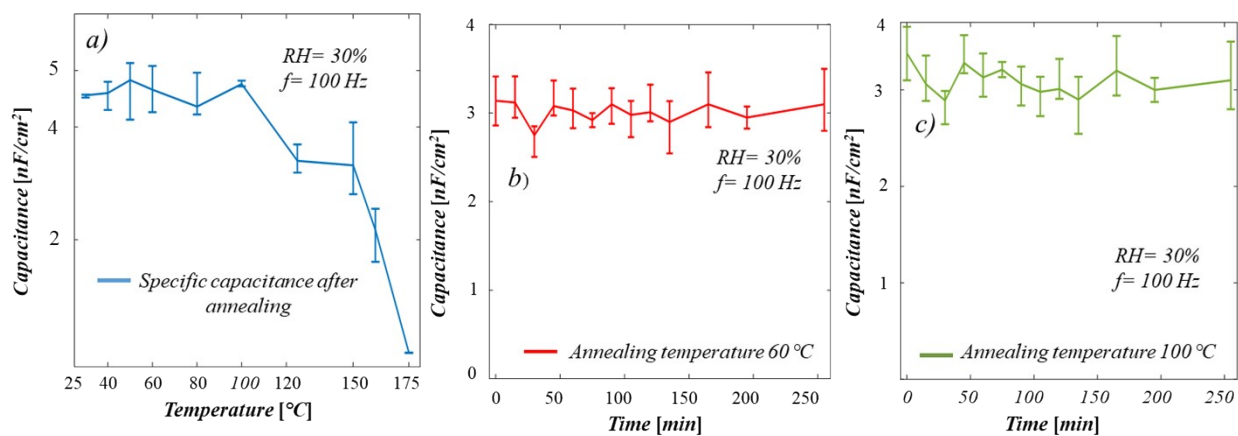 a)
RH= 30%
f= 100 Hz
Capacitance [nF/cm²]
5
4
2
Specific capacitance after
annealing
25 40 60 80 100 120 150 175
Temperature [°C]
b)
RH= 30%
f= 100 Hz
Capacitance [nF/cm²]
4
3
2
1
0
Annealing temperature 60 °C
0 50 100 150 200 250
Time [min]
c)
RH= 30%
f= 100 Hz
Capacitance [nF/cm²]
4
3
2
1
Annealing temperature 100 °C
0 50 100 150 200 250
Time [min]